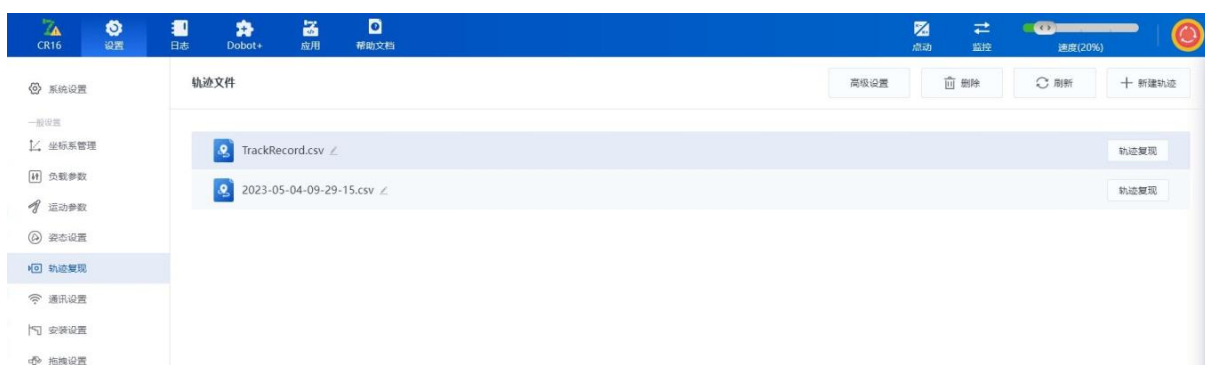 CR16 设置 日志 Dobot+ 应用 帮助文档 点动 监控 速度(20%)
系统设置
轨迹文件 高级设置 删除 刷新 新建轨迹
一般设置
坐标系管理
TrackRecord.csv 轨迹复现
负载参数
2023-05-04-09-29-15.csv 轨迹复现
运动参数
姿态设置
轨迹复现
通讯设置
安装设置
拖拽设置